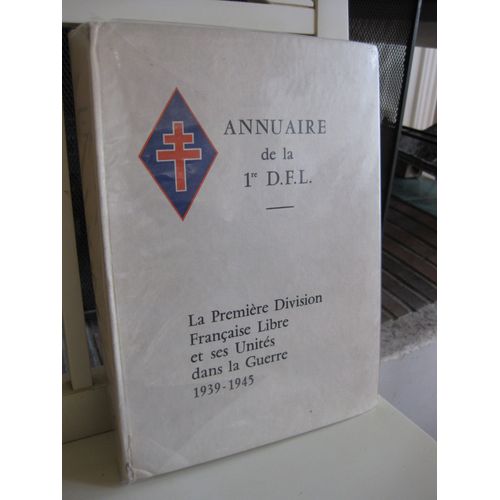 ANNUAIRE
de la
1re D.F.L.
La Première Division
Française Libre
et ses Unités
dans la Guerre
1939-1945